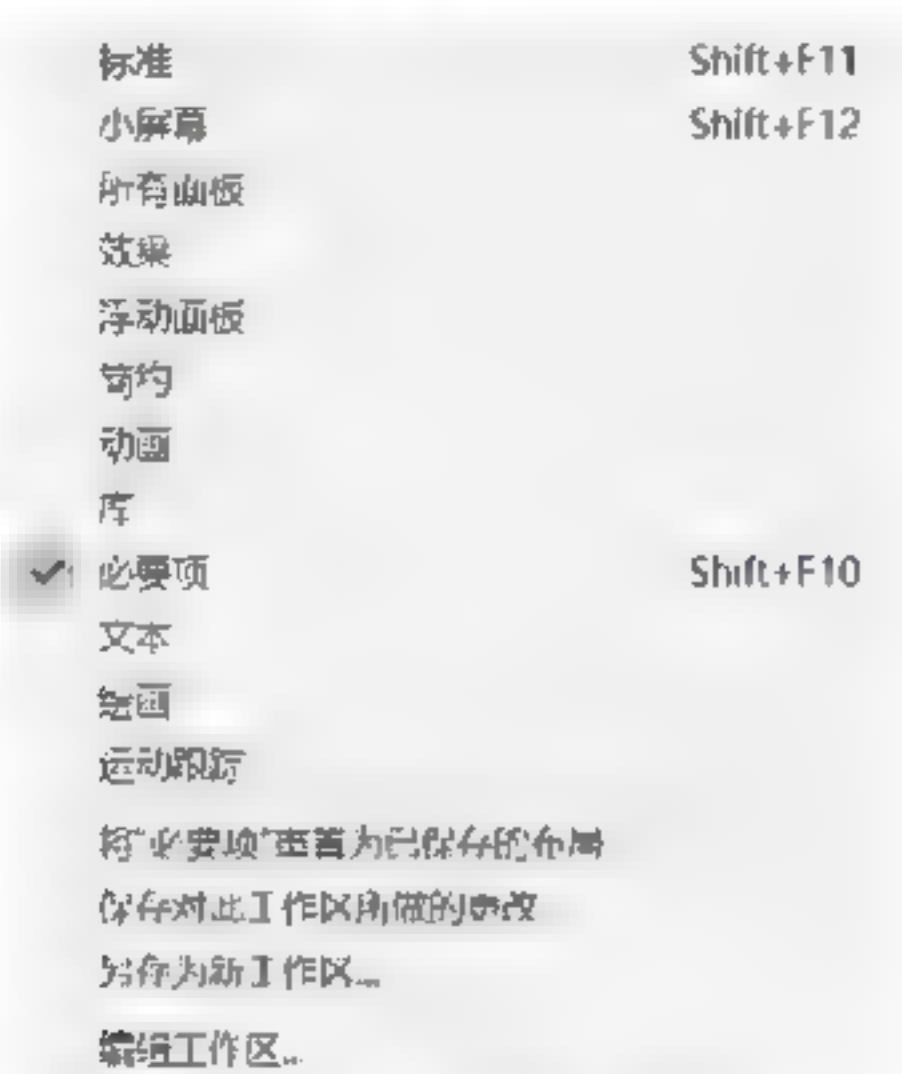 标准 Shift+F11
小屏幕 Shift+F12
所有面板
效果
浮动面板
简约
动画
库
✓ 必要项 Shift+F10
文本
绘画
运动跟踪
将“必要项”重置为已保存的布局
保存对此工作区所做的更改
另存为新工作区...
编辑工作区...